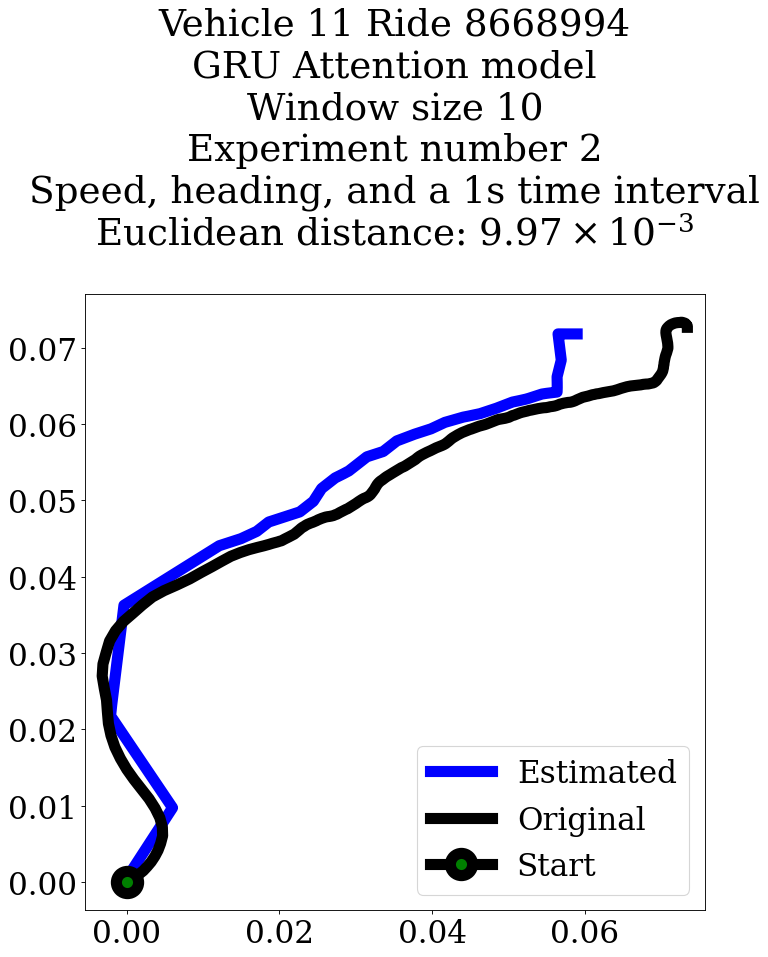 Vehicle 11 Ride 8668994
GRU Attention model
Window size 10
Experiment number 2
Speed, heading, and a 1s time interval
Euclidean distance: 9.97 × 10⁻³
0.07
0.06
0.05
0.04
0.03
0.02
0.01
0.00
Estimated
Original
Start
0.00 0.02 0.04 0.06